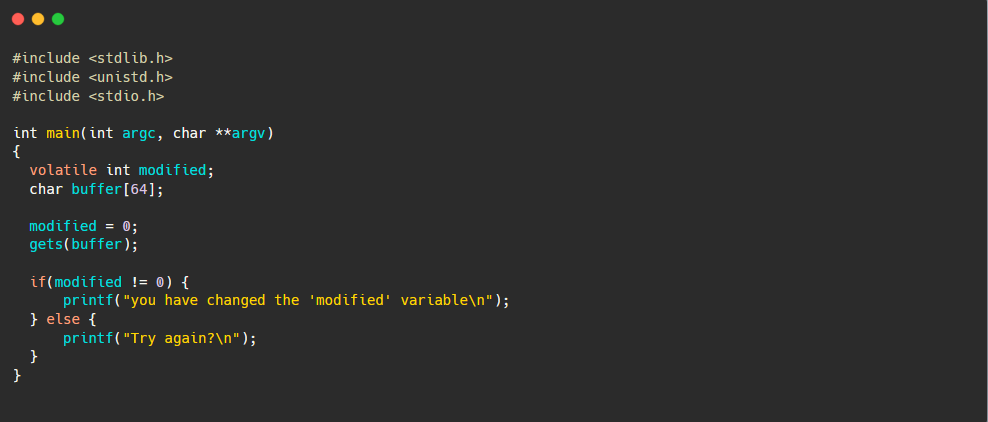 #include <stdlib.h>
#include <unistd.h>
#include <stdio.h>
int main(int argc, char **argv)
{
volatile int modified;
char buffer[64];
modified = 0;
gets(buffer);
if(modified != 0) {
printf("you have changed the 'modified' variable\n");
} else {
printf("Try again?\n");
}
}